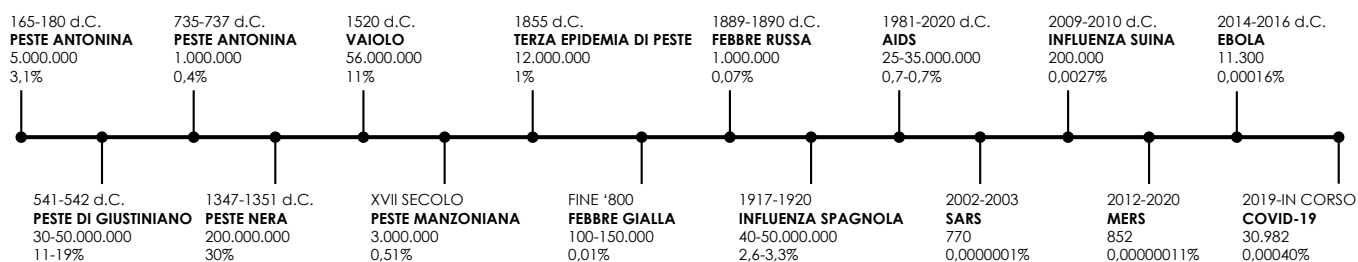 165-180 d.C.
PESTE ANTONINA
5.000.000
3,1%
735-737 d.C.
PESTE ANTONINA
1.000.000
0,4%
1520 d.C.
VAIOLO
56.000.000
11%
1855 d.C.
TERZA EPIDEMIA DI PESTE
12.000.000
1%
1889-1890 d.C.
FEBBRE RUSSA
1.000.000
0,07%
1981-2020 d.C.
AIDS
25-35.000.000
0,7-0,7%
2009-2010 d.C.
INFLUENZA SUINA
200.000
0,0027%
2014-2016 d.C.
EBOLA
11.300
0,00016%
541-542 d.C.
PESTE DI GIUSTINIANO
30-50.000.000
11-19%
1347-1351 d.C.
PESTE NERA
200.000.000
30%
XVII SECOLO
PESTE MANZONIANA
3.000.000
0,51%
FINE ‘800
FEBBRE GIALLA
100-150.000
0,01%
1917-1920
INFLUENZA SPAGNOLA
40-50.000.000
2,6-3,3%
2002-2003
SARS
770
0,0000001%
2012-2020
MERS
852
0,00000011%
2019-IN CORSO
COVID-19
30.982
0,00040%